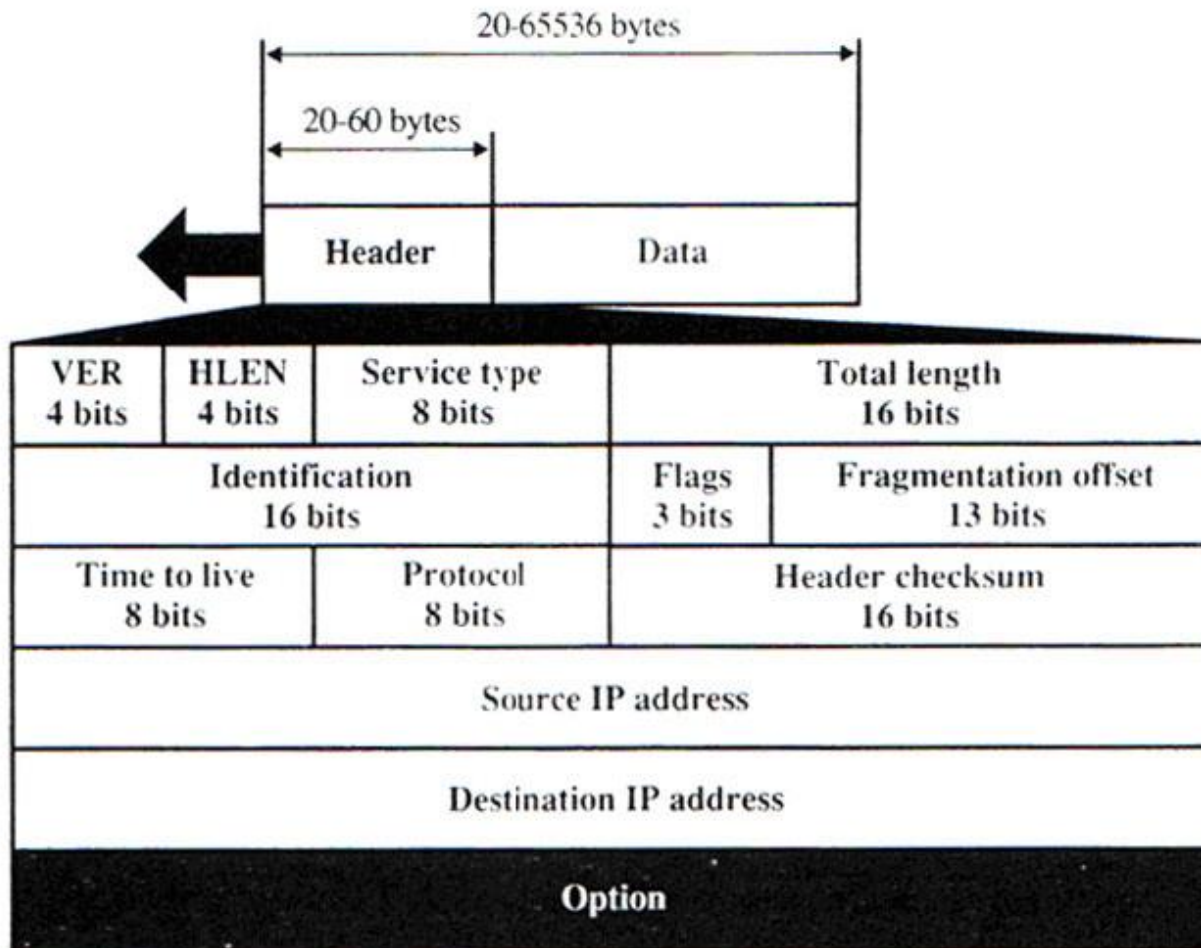 20-65536 bytes
20-60 bytes
Header
Data
VER
4 bits
HLEN
4 bits
Service type
8 bits
Total length
16 bits
Identification
16 bits
Flags
3 bits
Fragmentation offset
13 bits
Time to live
8 bits
Protocol
8 bits
Header checksum
16 bits
Source IP address
Destination IP address
Option